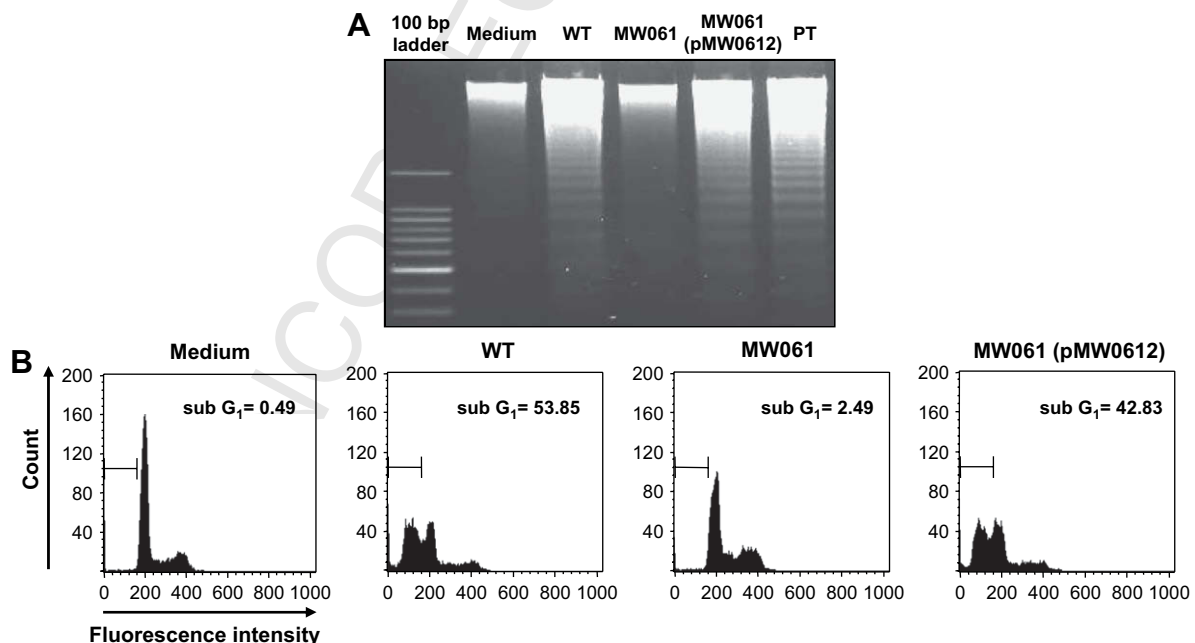 A
100 bp ladder
Medium
WT
MW061
MW061 (pMW0612)
PT
B
Medium
WT
MW061
MW061 (pMW0612)
Count
200
160
120
80
40
sub G1= 0.49
0 200 400 600 800 1000
200
160
120
80
40
sub G1= 53.85
0 200 400 600 800 1000
200
160
120
80
40
sub G1= 2.49
0 200 400 600 800 1000
200
160
120
80
40
sub G1= 42.83
0 200 400 600 800 1000
Fluorescence intensity